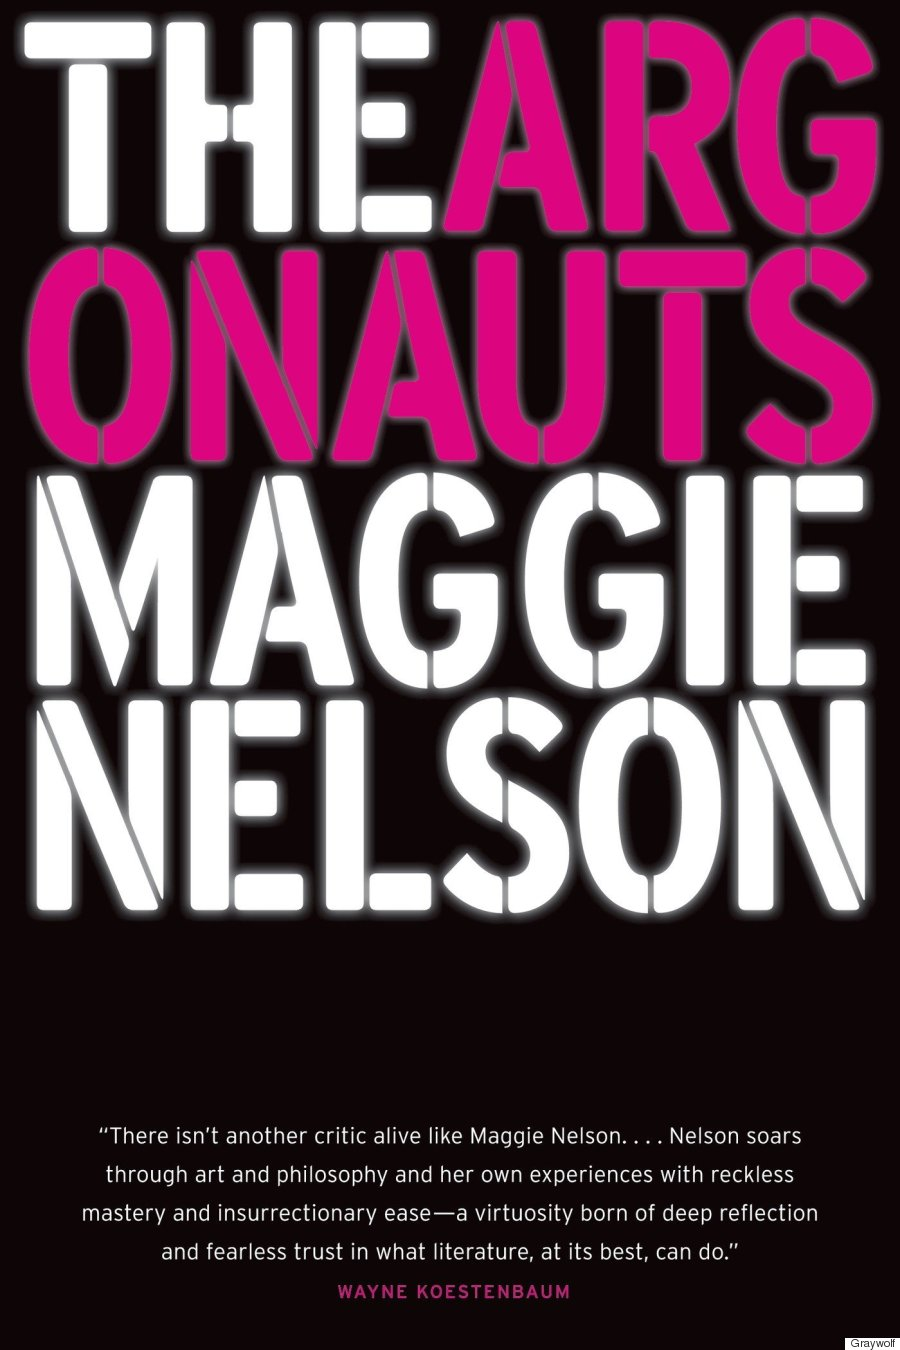 THEARG
ONAUTS
MAGGIE
NELSON
“There isn’t another critic alive like Maggie Nelson. . . . Nelson soars
through art and philosophy and her own experiences with reckless
mastery and insurrectionary ease—a virtuosity born of deep reflection
and fearless trust in what literature, at its best, can do.”
WAYNE KOESTENBAUM
Graywolf